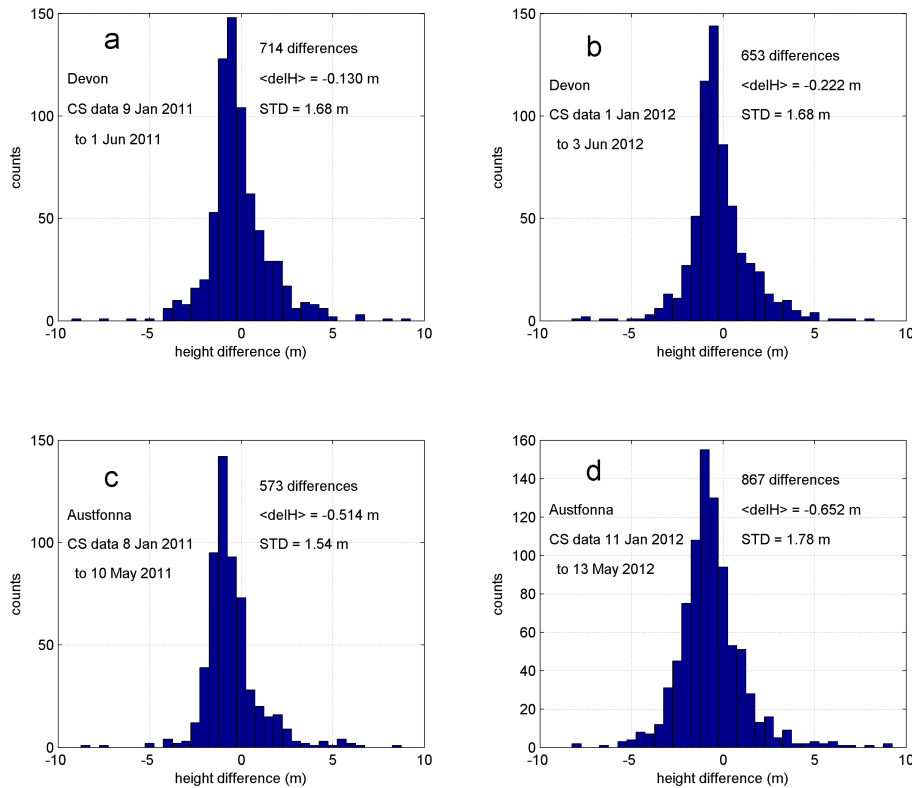 a
714 differences
Devon
<delH> = -0.130 m
CS data 9 Jan 2011
STD = 1.68 m
to 1 Jun 2011
150
100
50
0
counts
-10 -5 0 5 10
height difference (m)
b
653 differences
Devon
<delH> = -0.222 m
CS data 1 Jan 2012
STD = 1.68 m
to 3 Jun 2012
150
100
50
0
counts
-10 -5 0 5 10
height difference (m)
c
573 differences
Austfonna
<delH> = -0.514 m
CS data 8 Jan 2011
STD = 1.54 m
to 10 May 2011
150
100
50
0
counts
-10 -5 0 5 10
height difference (m)
d
867 differences
Austfonna
<delH> = -0.652 m
CS data 11 Jan 2012
STD = 1.78 m
to 13 May 2012
160
140
120
100
80
60
40
20
0
counts
-10 -5 0 5 10
height difference (m)